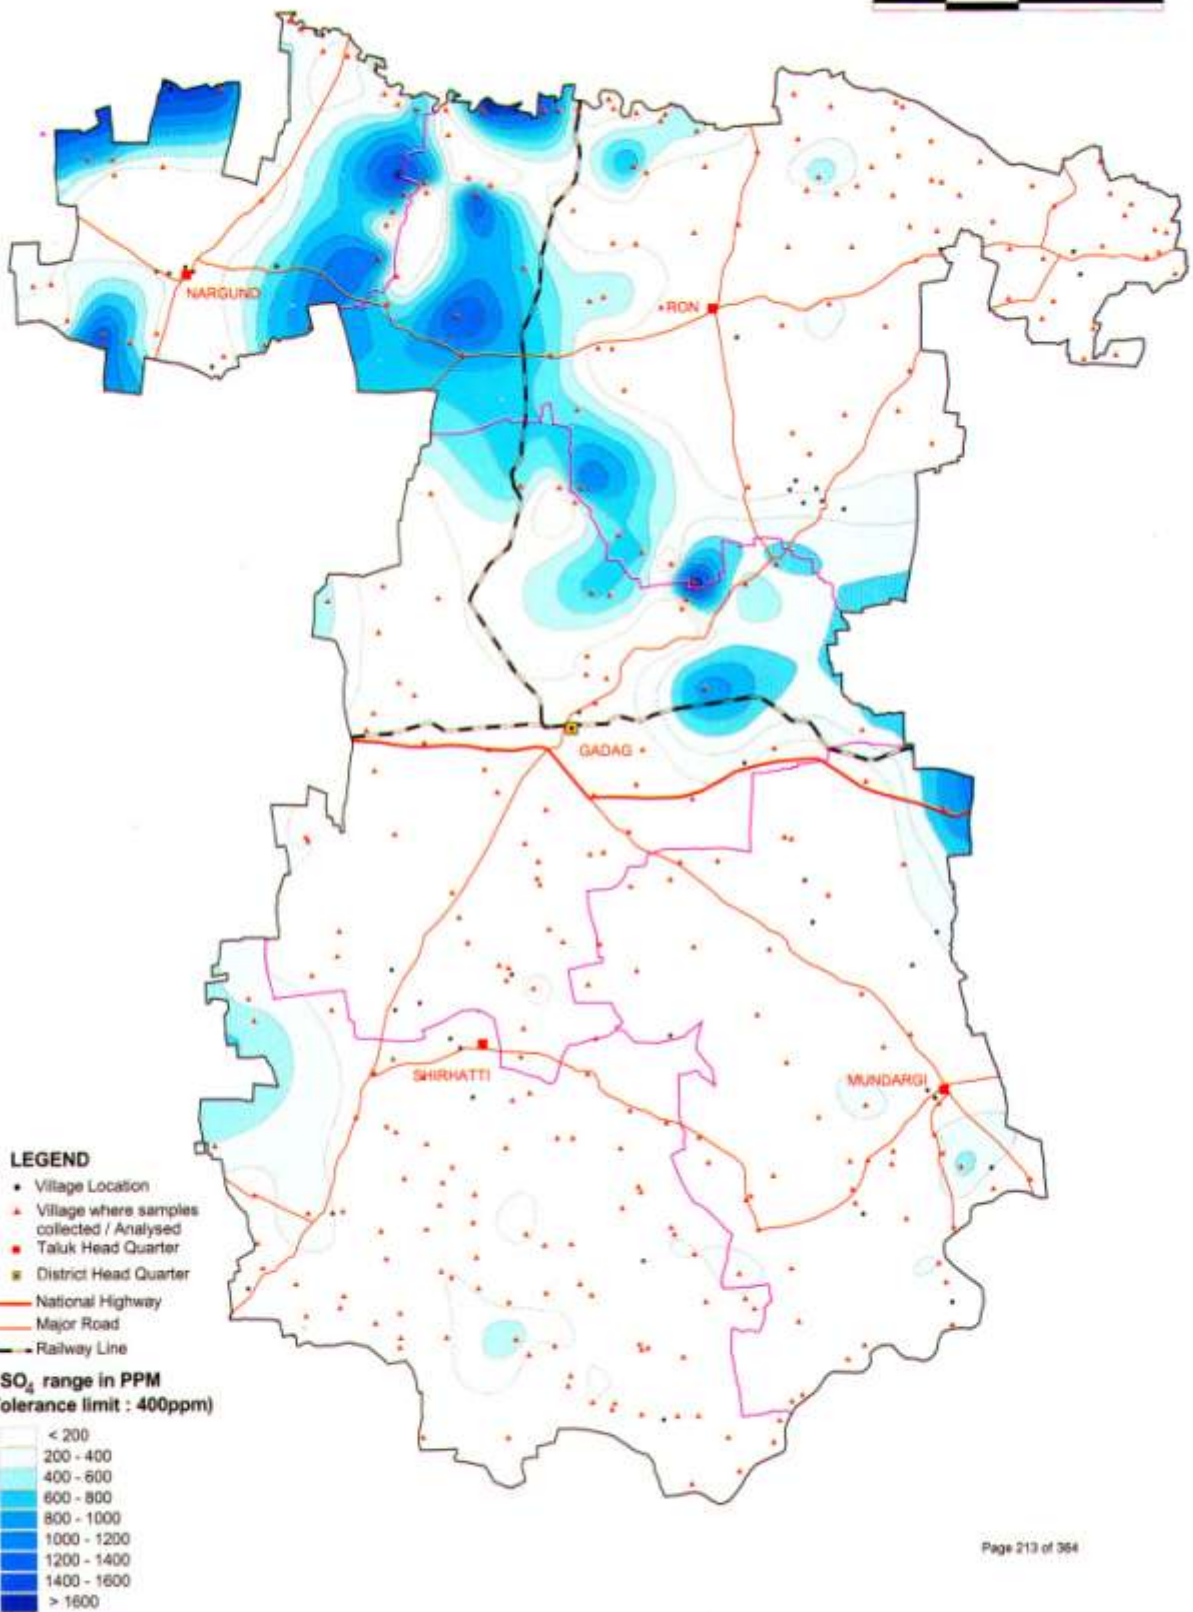 NARGUND
RON
GADAG
SHIRHATTI
MUNDARGI
LEGEND
Village Location
Village where samples
collected / Analysed
Taluk Head Quarter
District Head Quarter
National Highway
Major Road
Railway Line
SO4 range in PPM
olerance limit : 400ppm)
< 200
200 - 400
400 - 600
600 - 800
800 - 1000
1000 - 1200
1200 - 1400
1400 - 1600
> 1600
Page 213 of 364